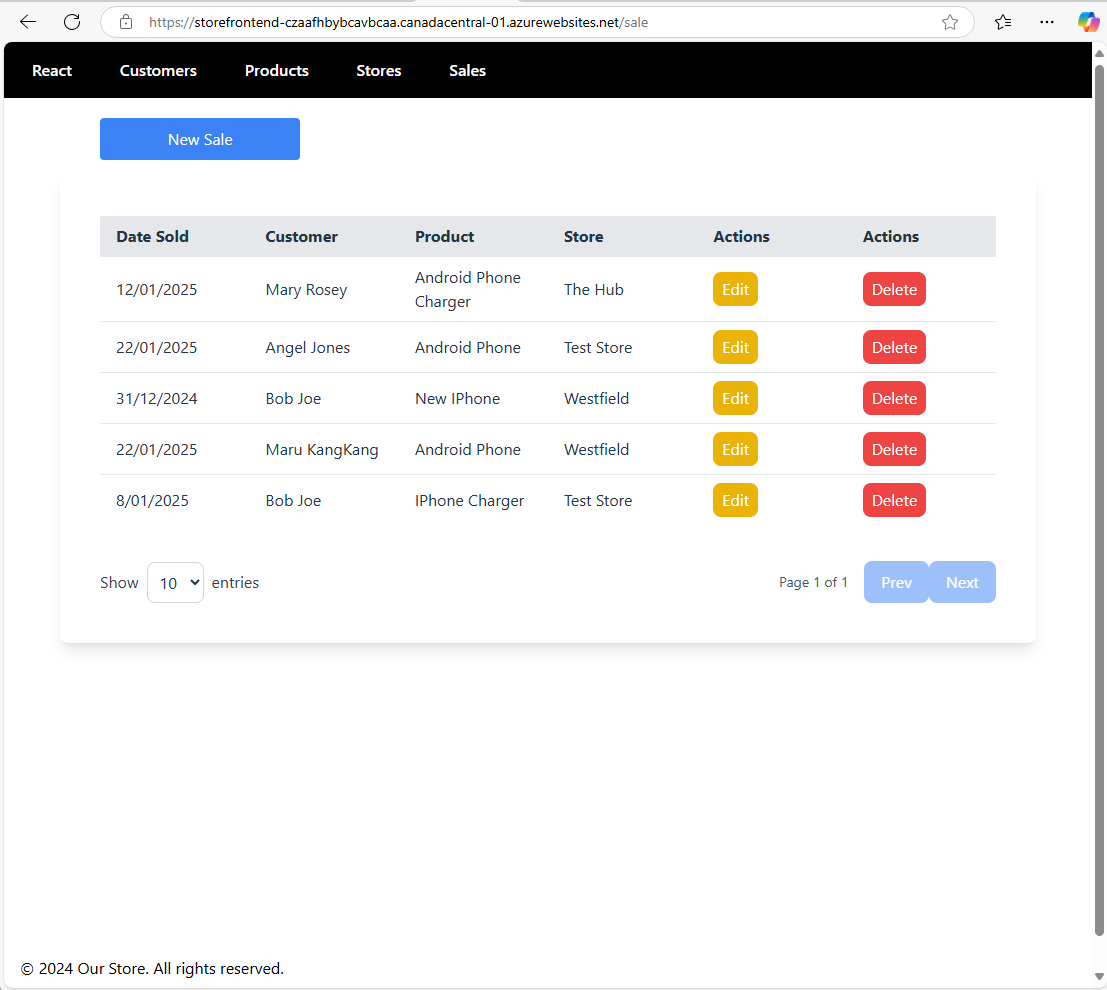 https://storefrontend-czaafhbybcavbcaa.canadacentral-01.azurewebsites.net/sale
React Customers Products Stores Sales
New Sale
Date Sold Customer Product Store Actions Actions
12/01/2025 Mary Rosey Android Phone Charger The Hub Edit Delete
22/01/2025 Angel Jones Android Phone Test Store Edit Delete
31/12/2024 Bob Joe New IPhone Westfield Edit Delete
22/01/2025 Maru KangKang Android Phone Westfield Edit Delete
8/01/2025 Bob Joe IPhone Charger Test Store Edit Delete
Show 10 entries Page 1 of 1 Prev Next
© 2024 Our Store. All rights reserved.